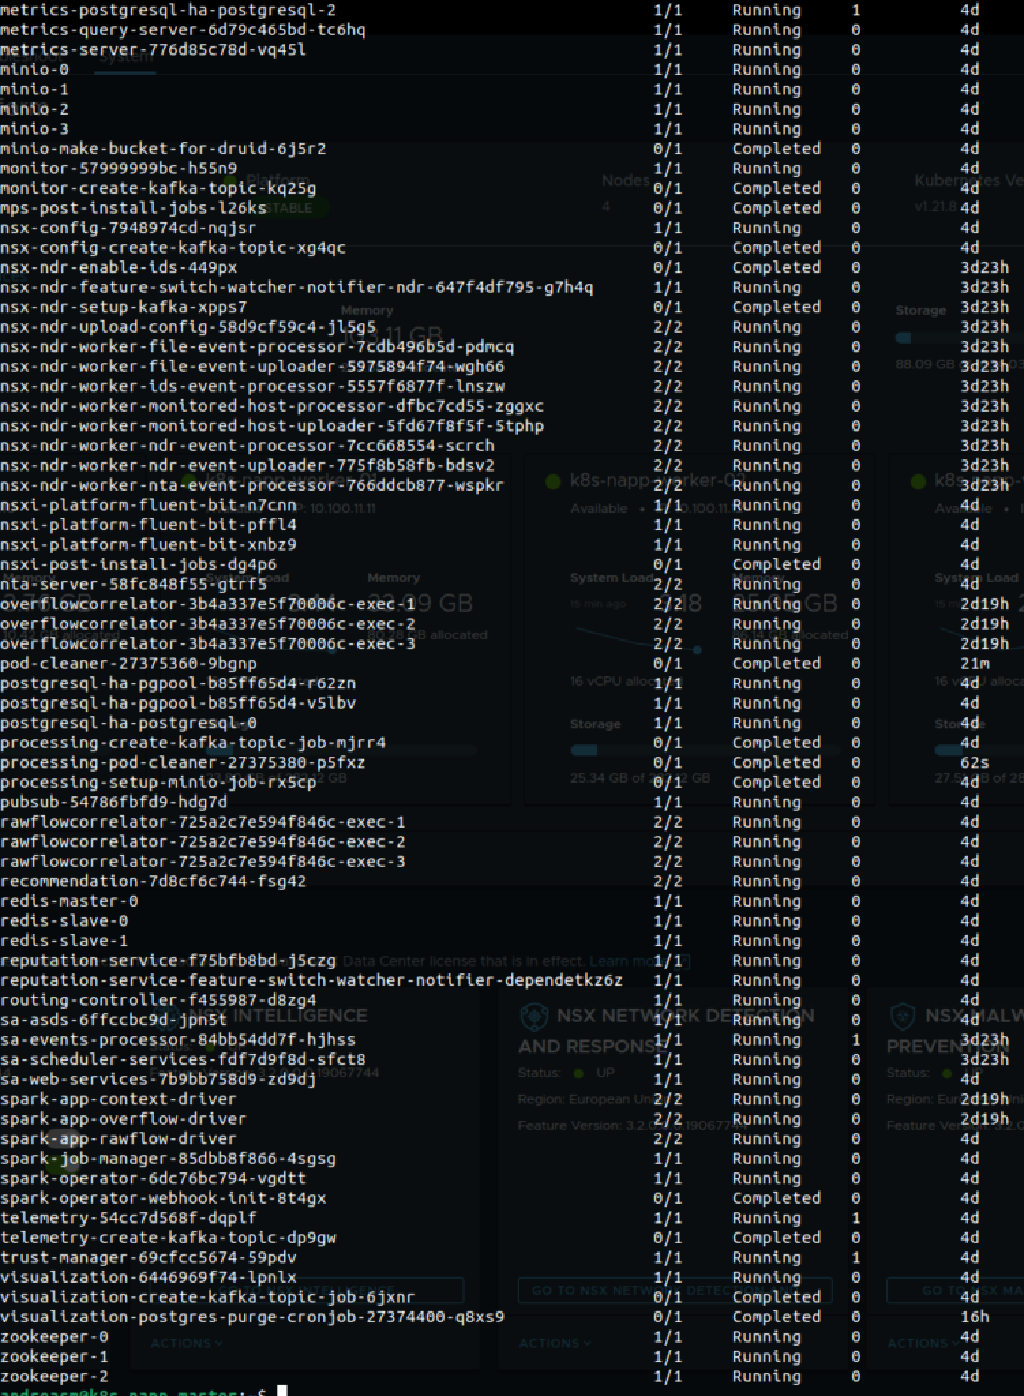 metrics-postgresql-ha-postgresql-2 1/1 Running 1 4d
metrics-query-server-6d79c465bd-tc6hq 1/1 Running 0 4d
metrics-server-776d85c78d-vq45l 1/1 Running 0 4d
minio-0 1/1 Running 0 4d
minio-1 1/1 Running 0 4d
minio-2 1/1 Running 0 4d
minio-3 1/1 Running 0 4d
minio-make-bucket-for-druid-6j5r2 0/1 Completed 0 4d
monitor-57999999bc-h55n9 1/1 Running 0 4d
monitor-create-kafka-topic-kq25g 0/1 Completed 0 4d
mps-post-install-jobs-l26ks 0/1 Completed 0 4d
nsx-config-7948974cd-nqjsr 1/1 Running 0 4d
nsx-config-create-kafka-topic-xg4qc 0/1 Completed 0 4d
nsx-ndr-enable-ids-449px 0/1 Completed 0 3d23h
nsx-ndr-feature-switch-watcher-notifier-ndr-647f4df795-g7h4q 1/1 Running 0 3d23h
nsx-ndr-setup-kafka-xpps7 0/1 Completed 0 3d23h
nsx-ndr-upload-config-58d9cf59c4-jl5g5 2/2 Running 0 3d23h
nsx-ndr-worker-file-event-processor-7cdb496b5d-pdmcq 2/2 Running 0 3d23h
nsx-ndr-worker-file-event-uploader-5975894f74-wgh66 2/2 Running 0 3d23h
nsx-ndr-worker-ids-event-processor-5557f6877f-lnszw 2/2 Running 0 3d23h
nsx-ndr-worker-monitored-host-processor-dfbc7cd55-zggxc 2/2 Running 0 3d23h
nsx-ndr-worker-monitored-host-uploader-5fd67f8f5f-5tphp 2/2 Running 0 3d23h
nsx-ndr-worker-ndr-event-processor-7cc668554-scrch 2/2 Running 0 3d23h
nsx-ndr-worker-ndr-event-uploader-775f8b58fb-bdsv2 2/2 Running 0 3d23h
nsx-ndr-worker-nta-event-processor-766ddcb877-wspkr 2/2 Running 0 3d23h
nsxi-platform-fluent-bit-n7cnn 1/1 Running 0 4d
nsxi-platform-fluent-bit-pffl4 1/1 Running 0 4d
nsxi-platform-fluent-bit-xnbz9 1/1 Running 0 4d
nsxi-post-install-jobs-dg4p6 0/1 Completed 0 4d
nta-server-58fc848f55-gtrf5 2/2 Running 0 4d
overflowcorrelator-3b4a337e5f70006c-exec-1 2/2 Running 0 2d19h
overflowcorrelator-3b4a337e5f70006c-exec-2 2/2 Running 0 2d19h
overflowcorrelator-3b4a337e5f70006c-exec-3 2/2 Running 0 2d19h
pod-cleaner-27375360-9bgnp 0/1 Completed 0 21m
postgresql-ha-pgpool-b85ff65d4-r62zn 1/1 Running 0 4d
postgresql-ha-pgpool-b85ff65d4-v5lbv 1/1 Running 0 4d
postgresql-ha-postgresql-0 1/1 Running 0 4d
processing-create-kafka-topic-job-mjrr4 0/1 Completed 0 4d
processing-pod-cleaner-27375380-p5fxz 0/1 Completed 0 62s
processing-setup-minio-job-rx5cp 0/1 Completed 0 4d
pubsub-54786fbfd9-hdg7d 1/1 Running 0 4d
rawflowcorrelator-725a2c7e594f846c-exec-1 2/2 Running 0 4d
rawflowcorrelator-725a2c7e594f846c-exec-2 2/2 Running 0 4d
rawflowcorrelator-725a2c7e594f846c-exec-3 2/2 Running 0 4d
recommendation-7d8cf6c744-fsg42 2/2 Running 0 4d
redis-master-0 1/1 Running 0 4d
redis-slave-0 1/1 Running 0 4d
redis-slave-1 1/1 Running 0 4d
reputation-service-f75bfb8bd-j5czg 1/1 Running 0 4d
reputation-service-feature-switch-watcher-notifier-dependetkz6z 1/1 Running 0 4d
routing-controller-f455987-d8zg4 1/1 Running 0 4d
sa-asds-6ffccbc9d-jpn5t 1/1 Running 0 4d
sa-events-processor-84bb54dd7f-hjhss 1/1 Running 1 3d23h
sa-scheduler-services-fdf7d9f8d-sfct8 1/1 Running 0 3d23h
sa-web-services-7b9bb758d9-zd9dj 1/1 Running 0 4d
spark-app-context-driver 2/2 Running 0 2d19h
spark-app-overflow-driver 2/2 Running 0 2d19h
spark-app-rawflow-driver 2/2 Running 0 4d
spark-job-manager-85dbb8f866-4sgsg 1/1 Running 0 4d
spark-operator-6dc76bc794-vgdtt 1/1 Running 0 4d
spark-operator-webhook-init-8t4gx 0/1 Completed 0 4d
telemetry-54cc7d568f-dqplf 1/1 Running 1 4d
telemetry-create-kafka-topic-dp9gw 0/1 Completed 0 4d
trust-manager-69cfcc5674-59pdv 1/1 Running 1 4d
visualization-6446969f74-lpnlx 1/1 Running 0 4d
visualization-create-kafka-topic-job-6jxnr 0/1 Completed 0 4d
visualization-postgres-purge-cronjob-27374400-q8xs9 0/1 Completed 0 16h
zookeeper-0 1/1 Running 0 4d
zookeeper-1 1/1 Running 0 4d
zookeeper-2 1/1 Running 0 4d